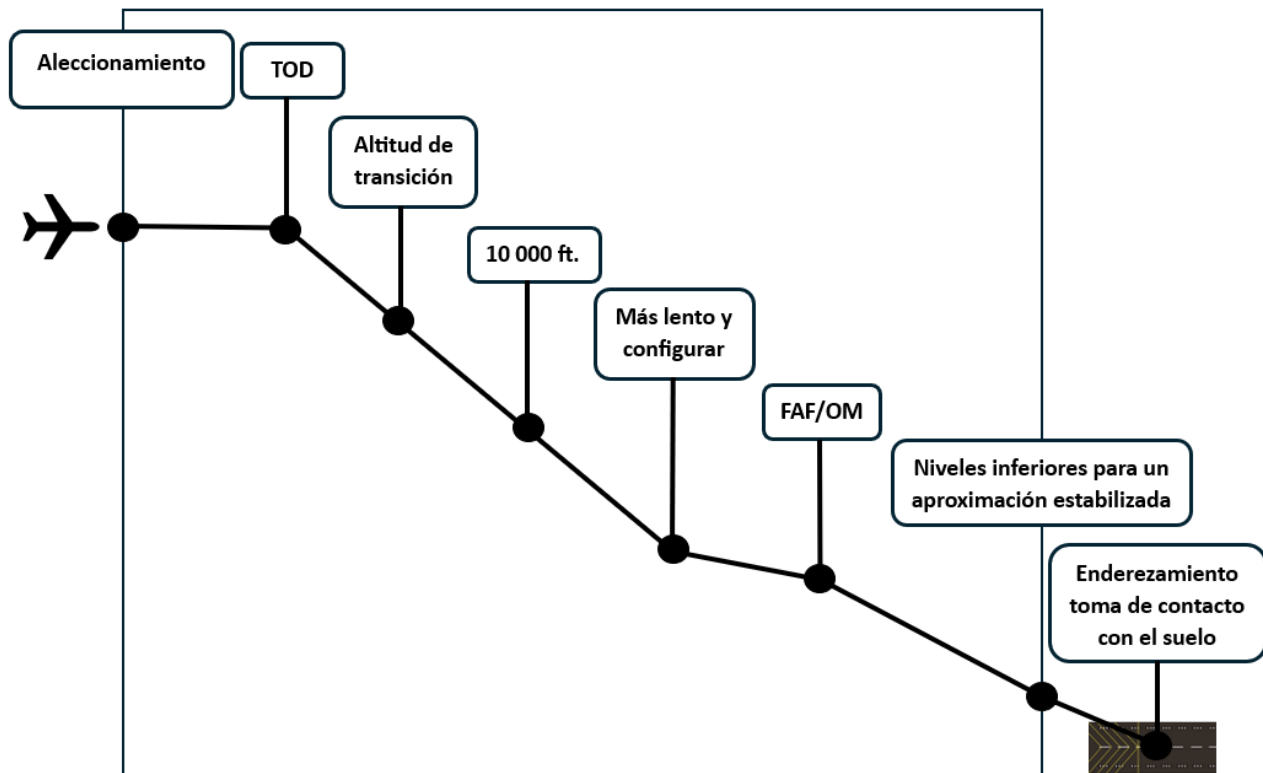 Aleccionamiento
TOD
Altitud de
transición
10 000 ft.
Más lento y
configurar
FAF/OM
Niveles inferiores para un
aproximación estabilizada
Enderezamiento
toma de contacto
con el suelo